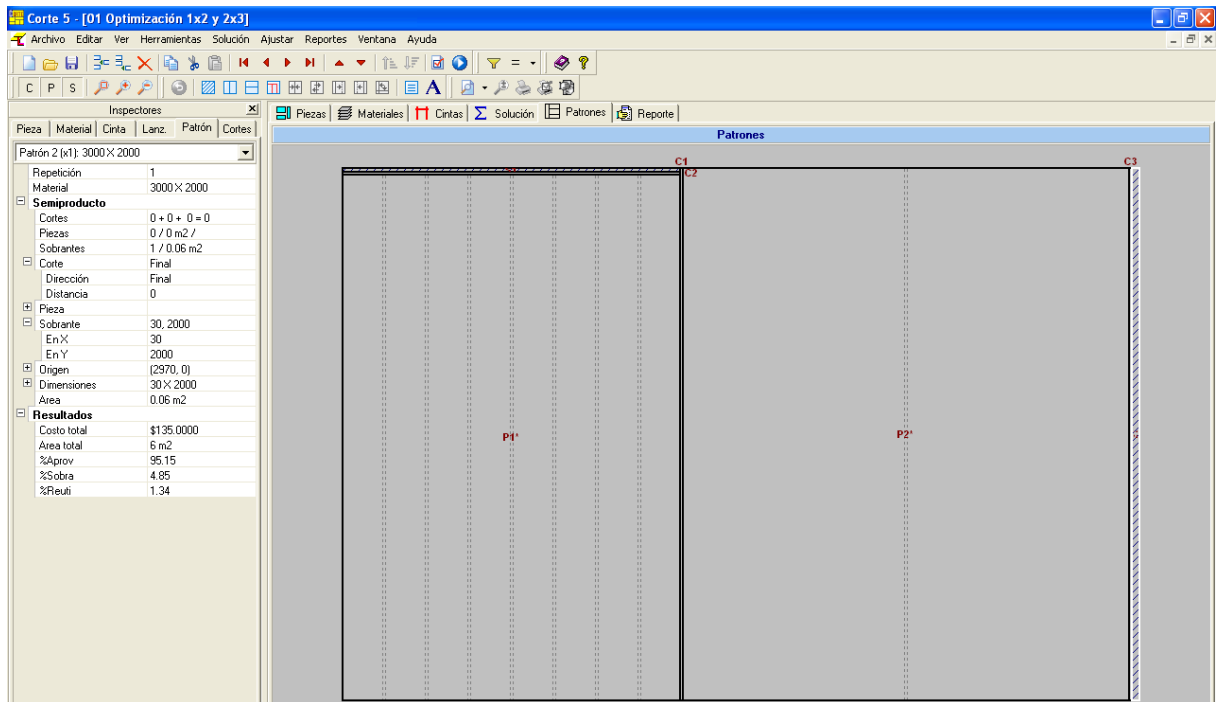 Corte 5 - [01 Optimización 1x2 y 2x3]
Archivo Editar Ver Herramientas Solución Ajustar Reportes Ventana Ayuda
C P S
Inspectores
Pieza Material Cinta Lanz. Patrón Cortes
Piezas Materiales Cintas Solución Patrones Reporte
Patrones
Patrón 2 (x1): 3000 X 2000
Repetición 1
Material 3000 X 2000
Semiproducto
Cortes 0 + 0 + 0 = 0
Piezas 0 / 0 m2 /
Sobrantes 1 / 0.06 m2
Corte Final
Dirección Final
Distancia 0
Pieza
Sobrante 30, 2000
En X 30
En Y 2000
Origen (2970, 0)
Dimensiones 30 X 2000
Area 0.06 m2
Resultados
Costo total $135.0000
Area total 6 m2
%Aprov 95.15
%Sobra 4.85
%Reuti 1.34
C1
C2
C3
P1*
P2*